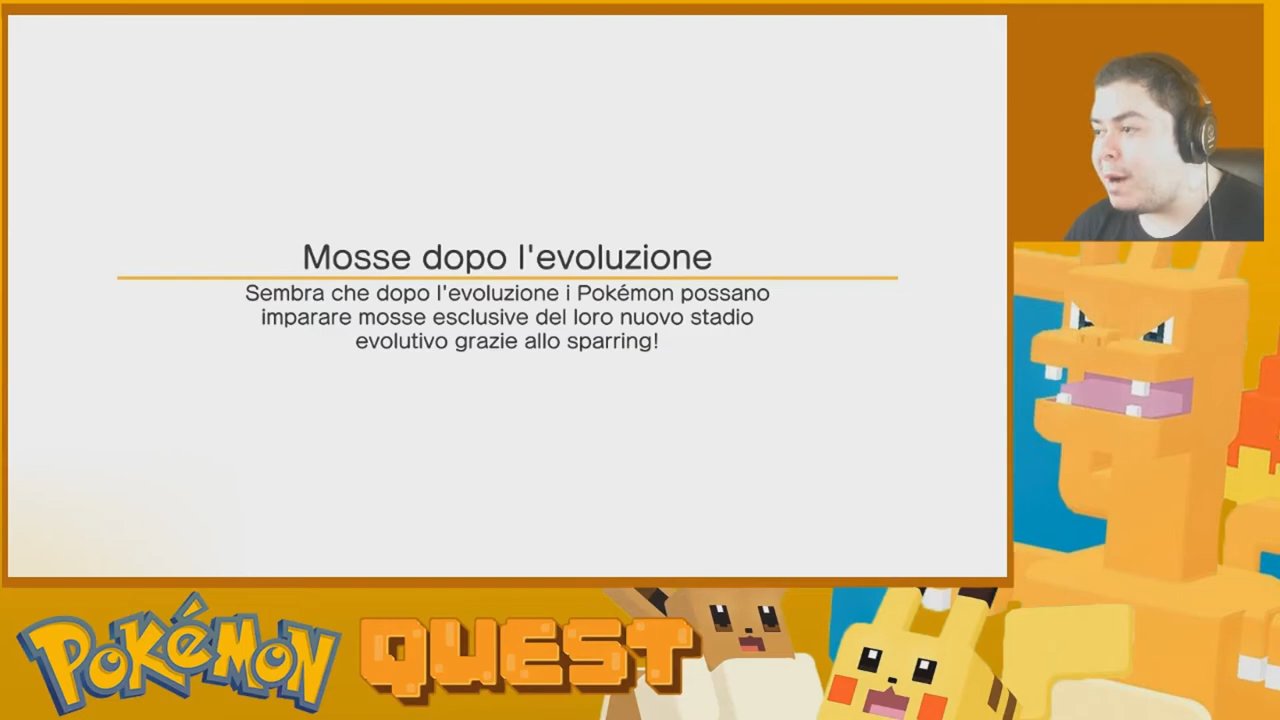 Mosse dopo l'evoluzione
Sembra che dopo l'evoluzione i Pokémon possano
imparare mosse esclusive del loro nuovo stadio
evolutivo grazie allo sparring!
POKéMON QUEST